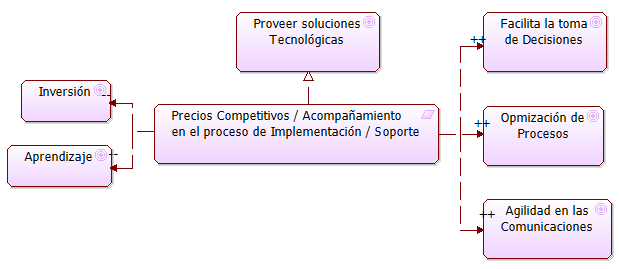 Proveer soluciones
Tecnológicas
Facilita la toma
de Decisiones
++
Inversión
--
Precios Competitivos / Acompañamiento
en el proceso de Implementación / Soporte
Opmización de
Procesos
++
Aprendizaje
--
Agilidad en las
Comunicaciones
++